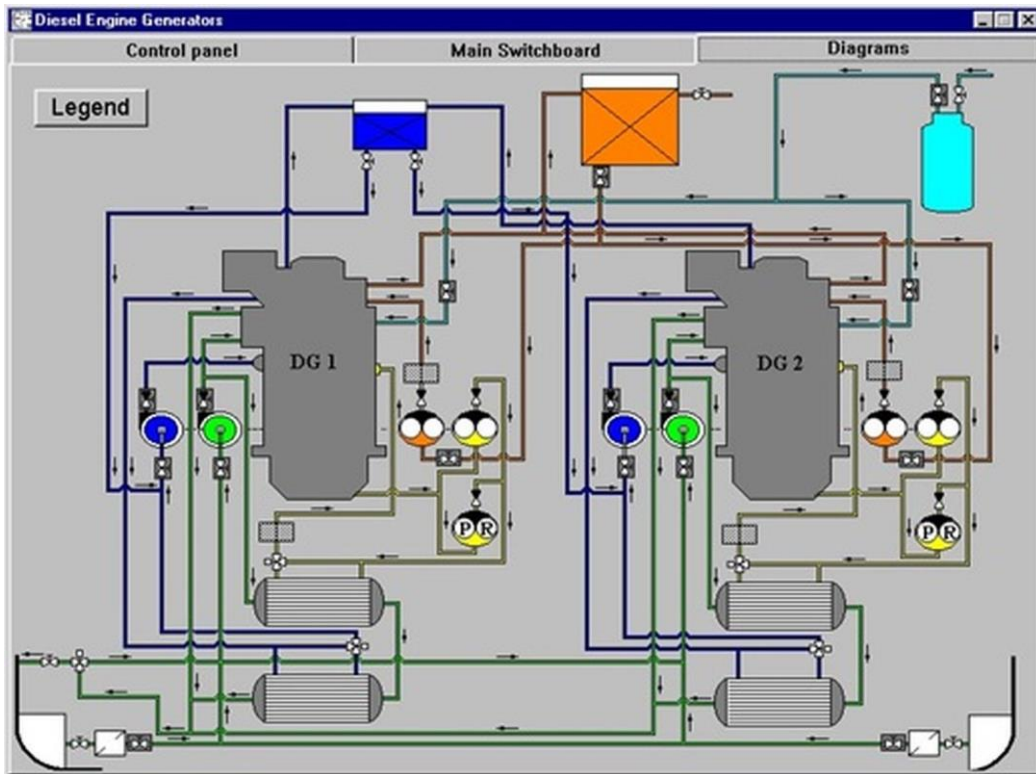 Diesel Engine Generators
Control panel
Main Switchboard
Diagrams
Legend
DG 1
DG 2
P R
P R